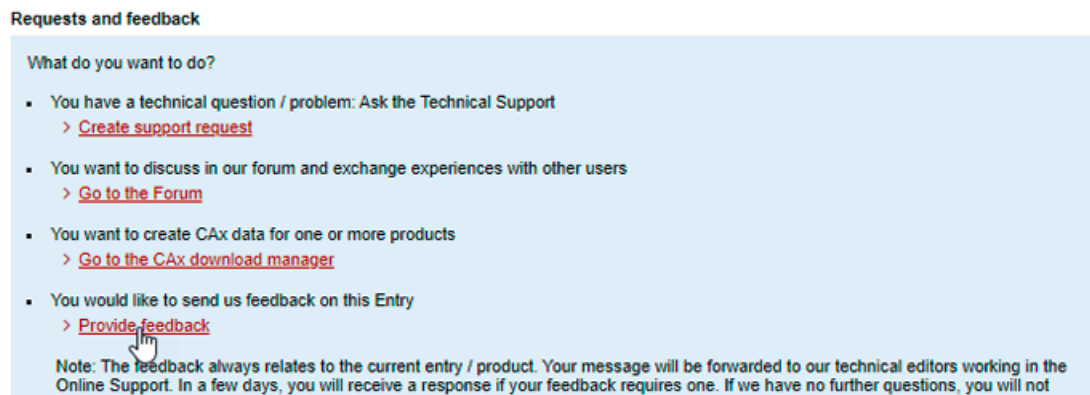 Requests and feedback
What do you want to do?
▪ You have a technical question / problem: Ask the Technical Support
> Create support request
▪ You want to discuss in our forum and exchange experiences with other users
> Go to the Forum
▪ You want to create CAx data for one or more products
> Go to the CAx download manager
▪ You would like to send us feedback on this Entry
> Provide feedback
Note: The feedback always relates to the current entry / product. Your message will be forwarded to our technical editors working in the
Online Support. In a few days, you will receive a response if your feedback requires one. If we have no further questions, you will not